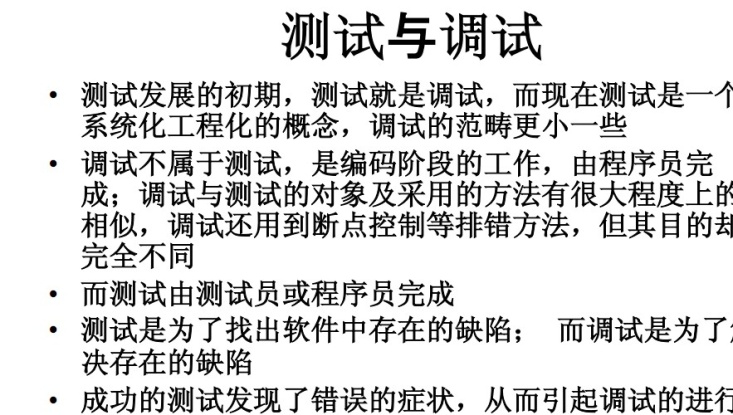 测试与调试
• 测试发展的初期，测试就是调试，而现在测试是一个
系统化工程化的概念，调试的范畴更小一些
• 调试不属于测试，是编码阶段的工作，由程序员完
成；调试与测试的对象及采用的方法有很大程度上的
相似，调试还用到断点控制等排错方法，但其目的却
完全不同
• 而测试由测试员或程序员完成
• 测试是为了找出软件中存在的缺陷； 而调试是为了
决存在的缺陷
• 成功的测试发现了错误的症状，从而引起调试的进行